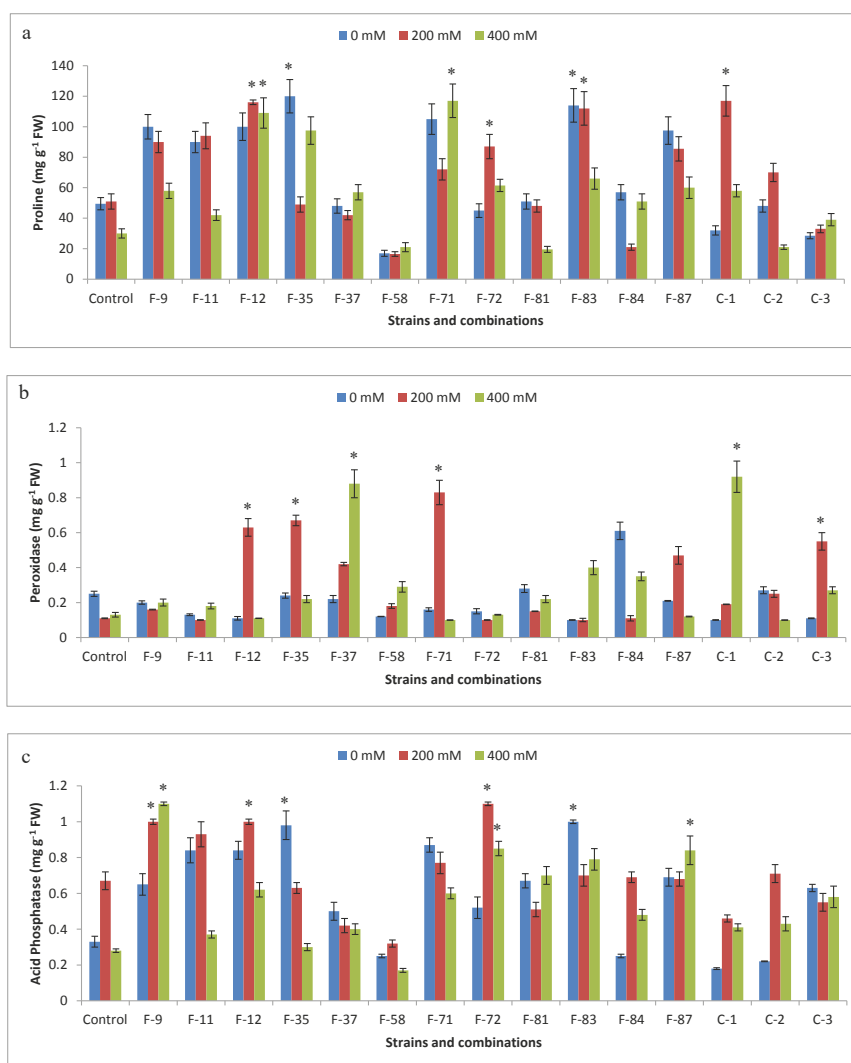 a
0 mM 200 mM 400 mM
Proline (mg g⁻¹ FW)
140
120
100
80
60
40
20
0
* * * * * * * *
Control F-9 F-11 F-12 F-35 F-37 F-58 F-71 F-72 F-81 F-83 F-84 F-87 C-1 C-2 C-3
Strains and combinations
b
0 mM 200 mM 400 mM
Peroxidase (mg g⁻¹ FW)
1.2
1
0.8
0.6
0.4
0.2
0
* * * * * *
Control F-9 F-11 F-12 F-35 F-37 F-58 F-71 F-72 F-81 F-83 F-84 F-87 C-1 C-2 C-3
Strains and combinations
c
0 mM 200 mM 400 mM
Acid Phosphatase (mg g⁻¹ FW)
1.2
1
0.8
0.6
0.4
0.2
0
* * * * * * * *
Control F-9 F-11 F-12 F-35 F-37 F-58 F-71 F-72 F-81 F-83 F-84 F-87 C-1 C-2 C-3
Strains and combinations